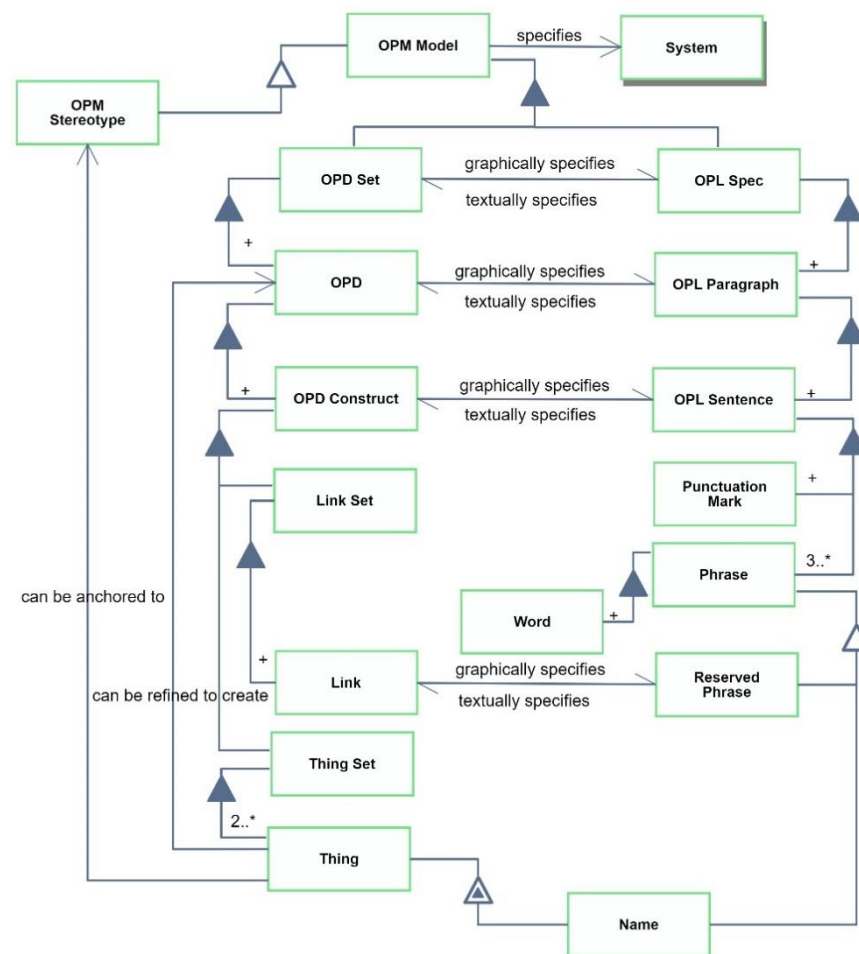 OPM Model
specifies
System
OPM
Stereotype
OPD Set
graphically specifies
textually specifies
OPL Spec
+
OPD
graphically specifies
textually specifies
OPL Paragraph
+
+
OPD Construct
graphically specifies
textually specifies
OPL Sentence
+
Link Set
Punctuation
Mark
+
can be anchored to
Word
+
Phrase
3..*
+
can be refined to create
Link
graphically specifies
textually specifies
Reserved
Phrase
Thing Set
2..*
Thing
Name